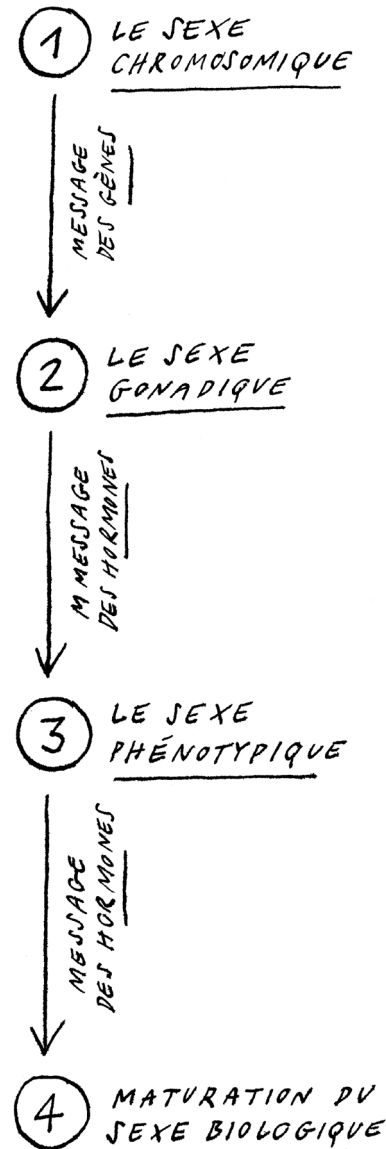 1 LE SEXE
CHROMOSOMIQUE
MESSAGE
DES GÈNES
2 LE SEXE
GONADIQUE
M MESSAGE
DES HORMONES
3 LE SEXE
PHÉNOTYPIQUE
MESSAGE
DES HORMONES
4 MATURATION DU
SEXE BIOLOGIQUE